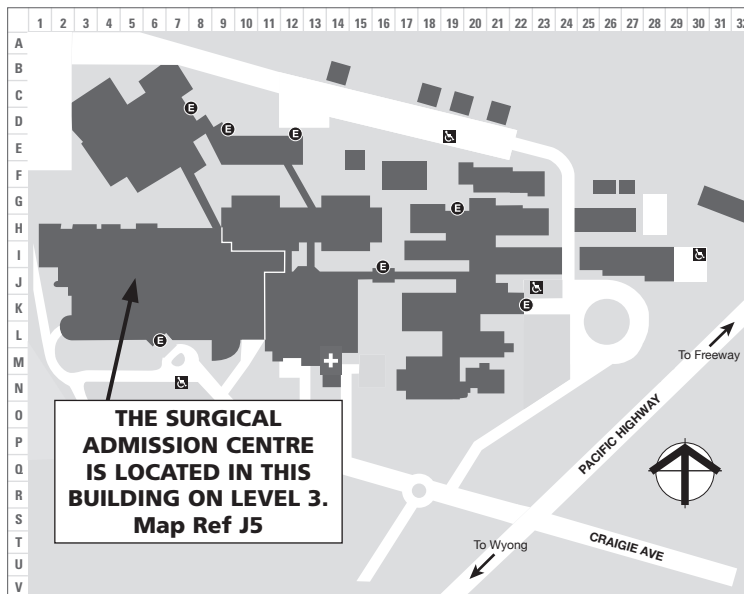 1 2 3 4 5 6 7 8 9 10 11 12 13 14 15 16 17 18 19 20 21 22 23 24 25 26 27 28 29 30 31 32
A
B
C
D
E
F
G
H
I
J
K
L
M
N
O
P
Q
R
S
T
U
V
E
E
E
E
E
E
E
To Freeway
PACIFIC HIGHWAY
THE SURGICAL
ADMISSION CENTRE
IS LOCATED IN THIS
BUILDING ON LEVEL 3.
Map Ref J5
To Wyong
CRAIGIE AVE